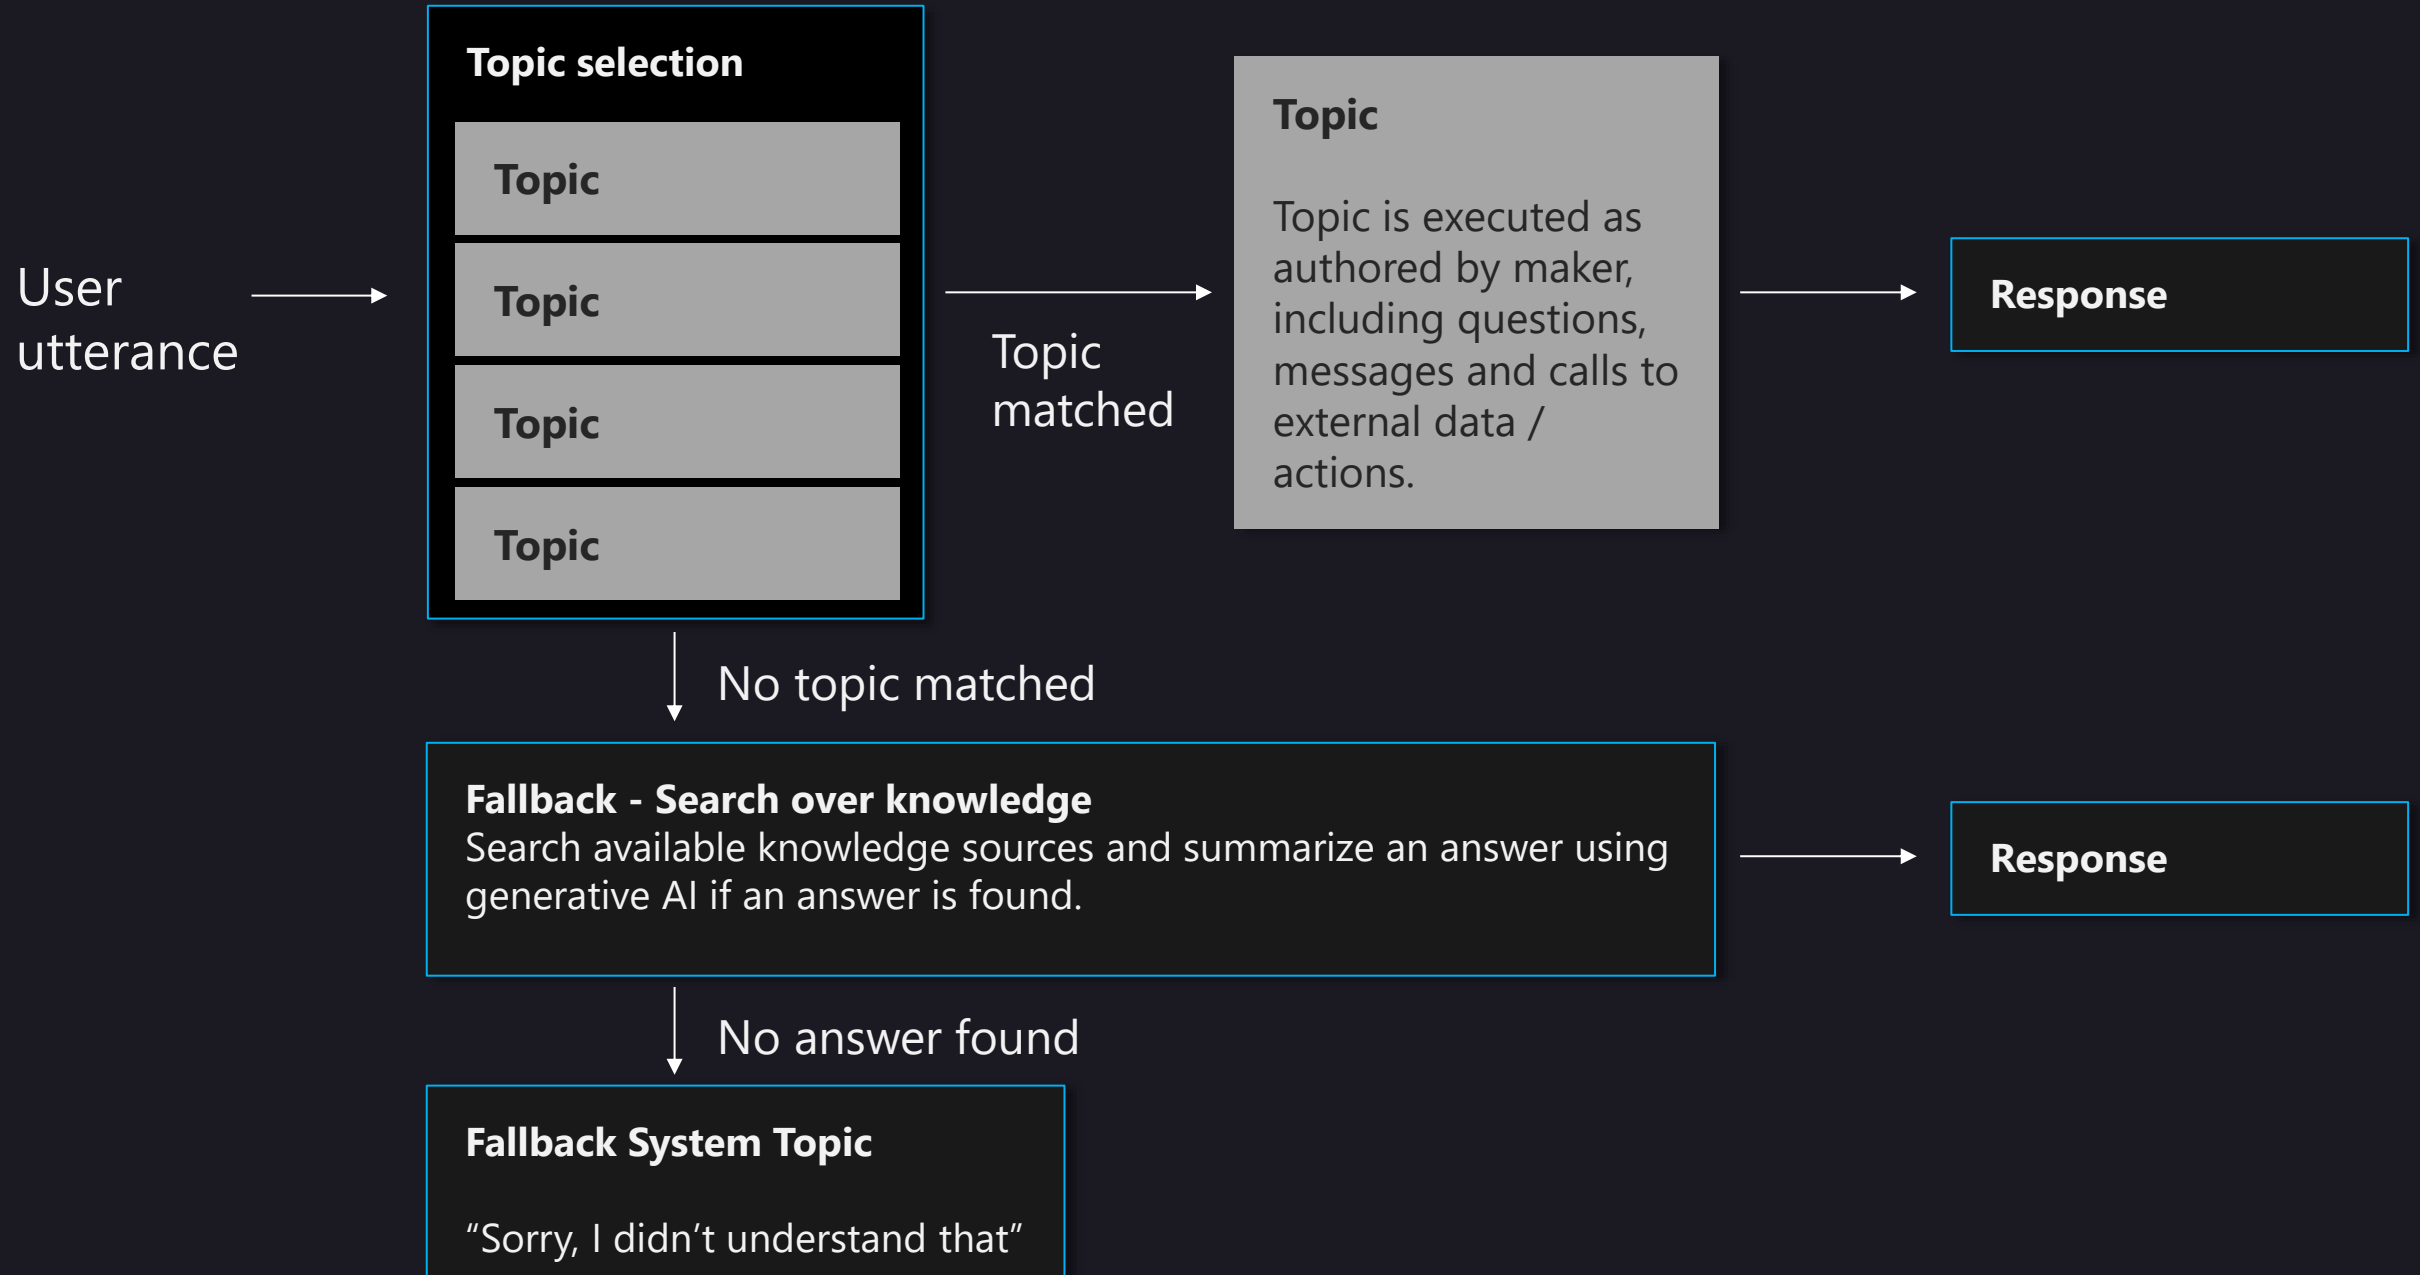 Topic selection
Topic
Topic
Topic
Topic
User
utterance
Topic
matched
Topic
Topic is executed as
authored by maker,
including questions,
messages and calls to
external data /
actions.
Response
No topic matched
Fallback - Search over knowledge
Search available knowledge sources and summarize an answer using
generative AI if an answer is found.
Response
No answer found
Fallback System Topic
“Sorry, I didn’t understand that”